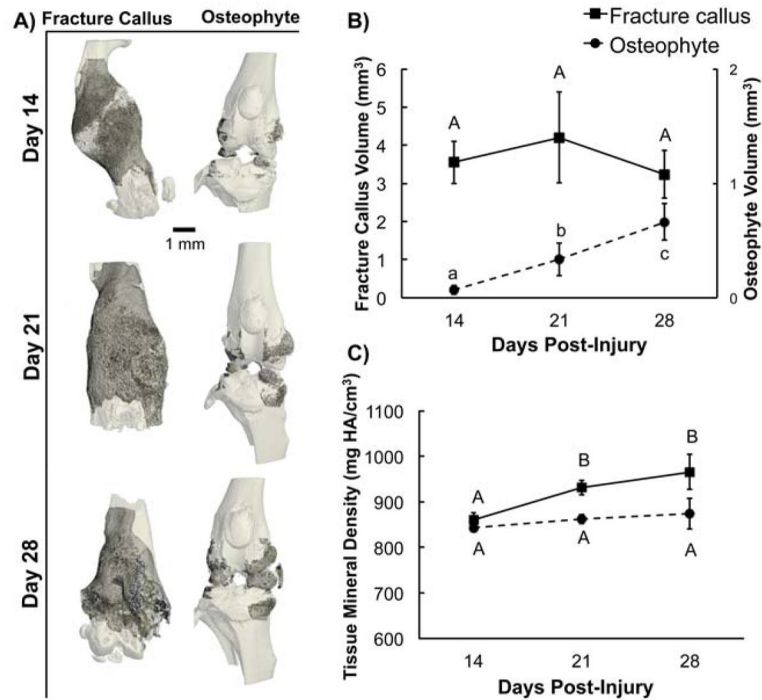 A)
Fracture Callus
Osteophyte
Day 14
1 mm
Day 21
Day 28
B)
Fracture callus
Osteophyte
Fracture Callus Volume (mm³)
6
5
4
3
2
1
0
A
A
A
a
b
c
2
1
0
Osteophyte Volume (mm³)
14 21 28
Days Post-Injury
C)
Tissue Mineral Density (mg HA/cm³)
1100
1000
900
800
700
600
A
B
B
A
A
A
14 21 28
Days Post-Injury